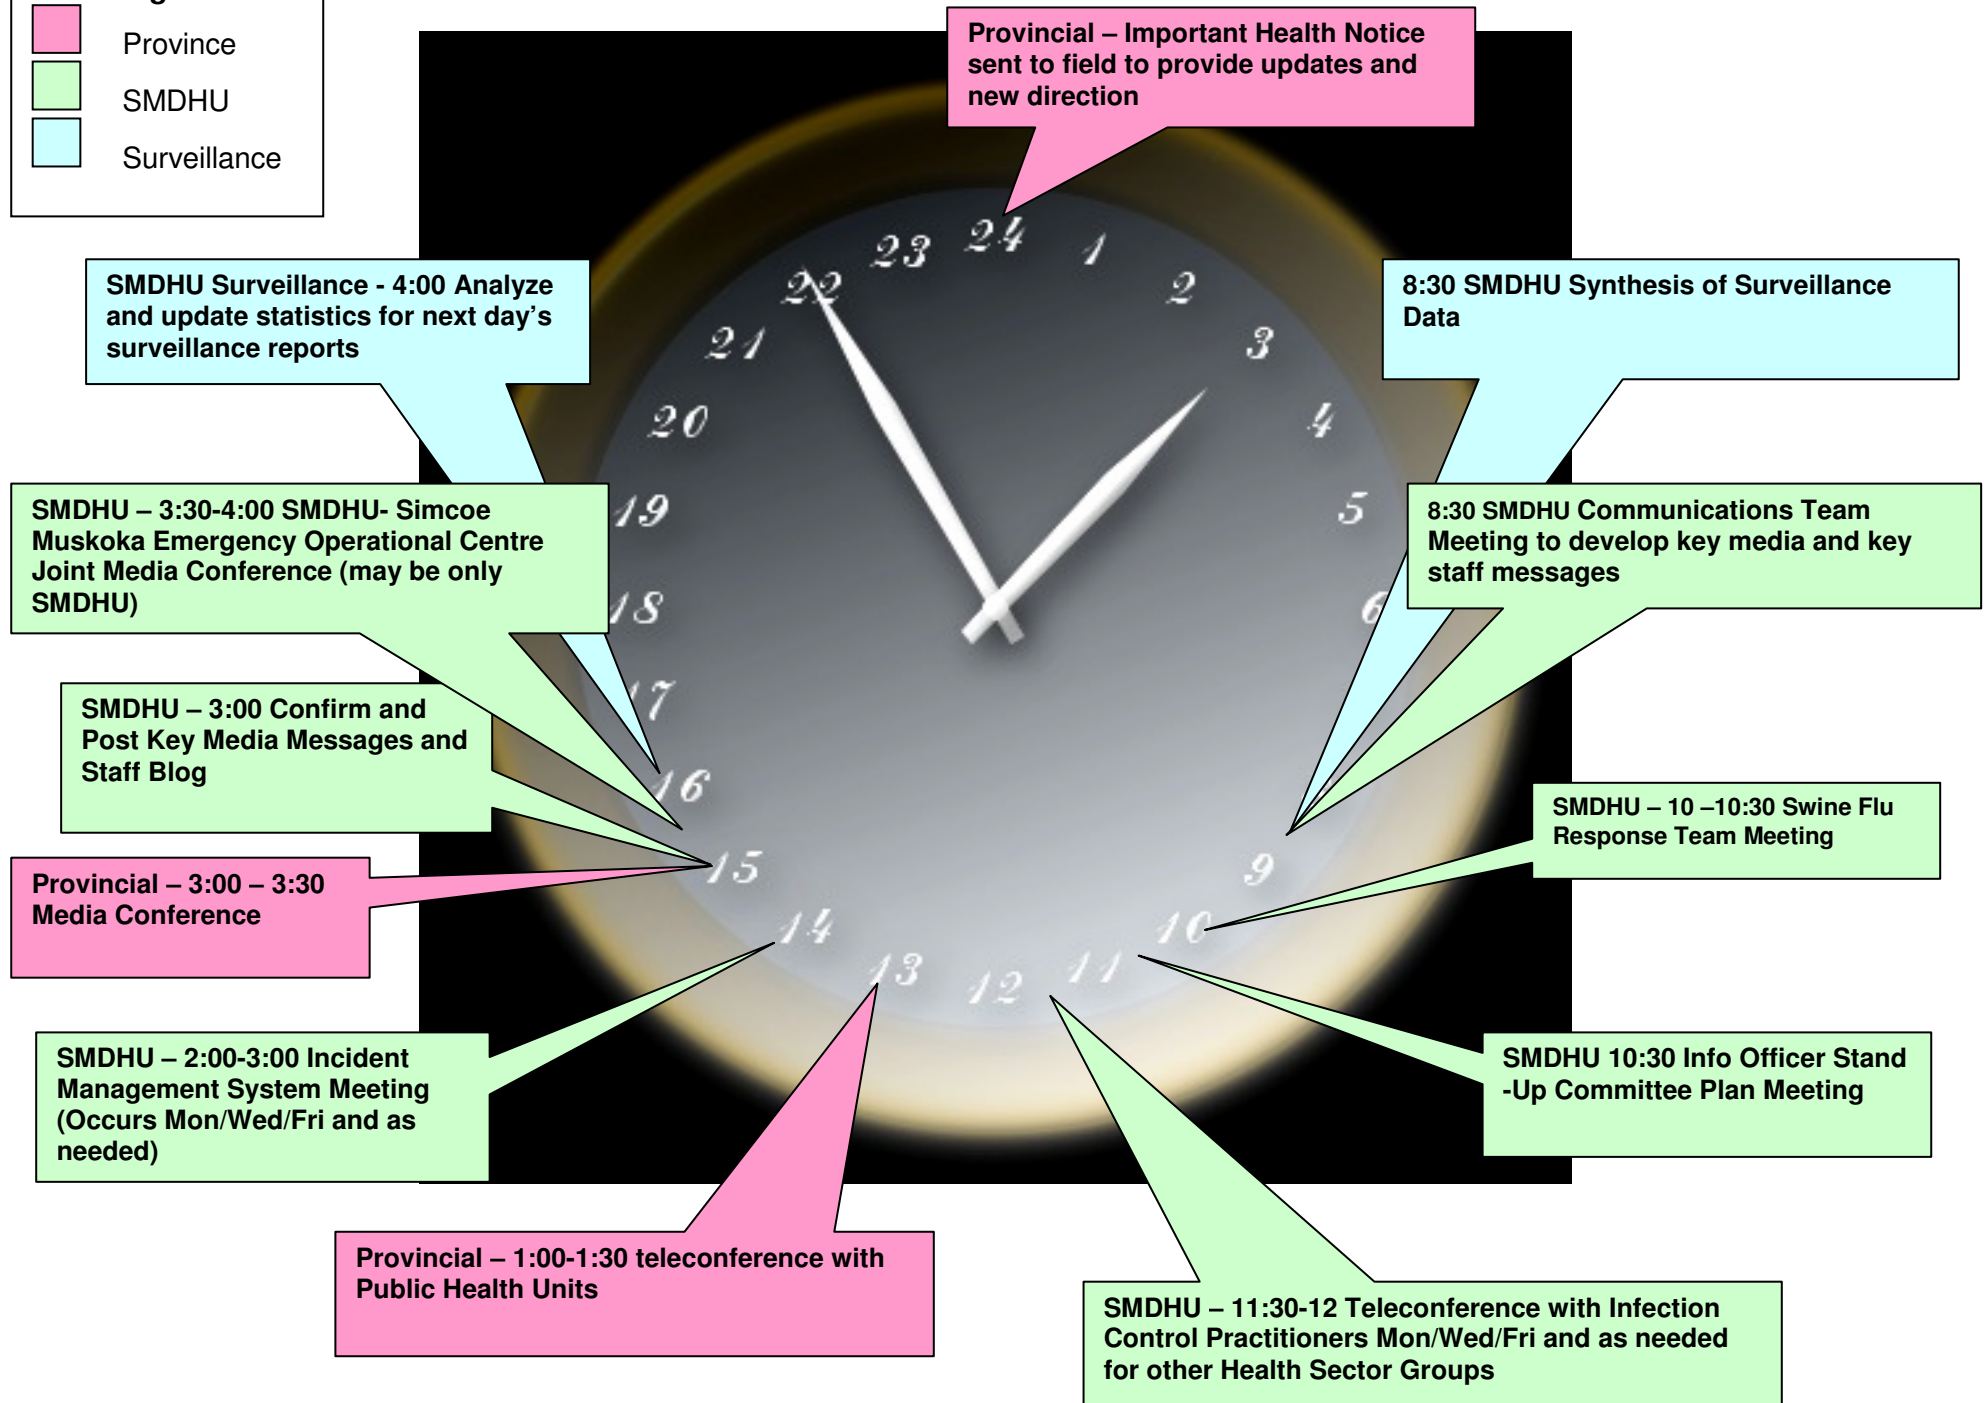 Province
SMDHU
Surveillance
Provincial – Important Health Notice
sent to field to provide updates and
new direction
SMDHU Surveillance - 4:00 Analyze
and update statistics for next day’s
surveillance reports
8:30 SMDHU Synthesis of Surveillance
Data
SMDHU – 3:30-4:00 SMDHU- Simcoe
Muskoka Emergency Operational Centre
Joint Media Conference (may be only
SMDHU)
8:30 SMDHU Communications Team
Meeting to develop key media and key
staff messages
SMDHU – 3:00 Confirm and
Post Key Media Messages and
Staff Blog
SMDHU – 10 –10:30 Swine Flu
Response Team Meeting
Provincial – 3:00 – 3:30
Media Conference
SMDHU – 2:00-3:00 Incident
Management System Meeting
(Occurs Mon/Wed/Fri and as
needed)
SMDHU 10:30 Info Officer Stand
-Up Committee Plan Meeting
Provincial – 1:00-1:30 teleconference with
Public Health Units
SMDHU – 11:30-12 Teleconference with Infection
Control Practitioners Mon/Wed/Fri and as needed
for other Health Sector Groups
24
1
2
3
4
5
6
9
10
11
12
13
14
15
16
17
18
19
20
21
22
23